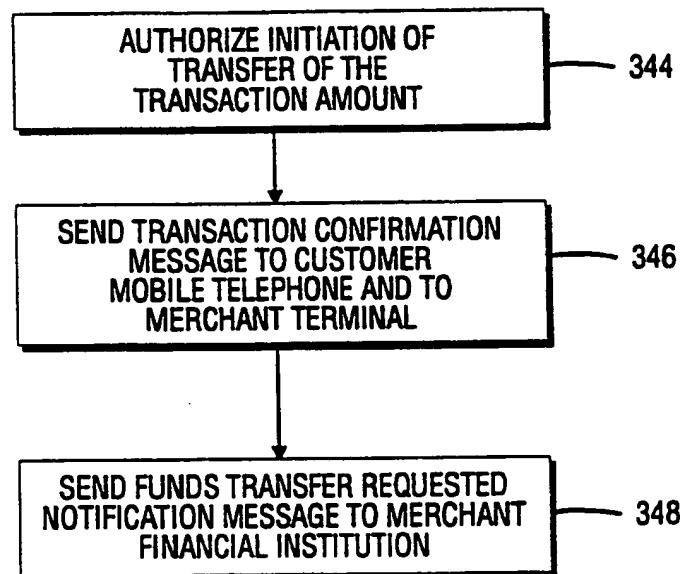 AUTHORIZE INITIATION OF
TRANSFER OF THE
TRANSACTION AMOUNT
344
SEND TRANSACTION CONFIRMATION
MESSAGE TO CUSTOMER
MOBILE TELEPHONE AND TO
MERCHANT TERMINAL
346
SEND FUNDS TRANSFER REQUESTED
NOTIFICATION MESSAGE TO MERCHANT
FINANCIAL INSTITUTION
348